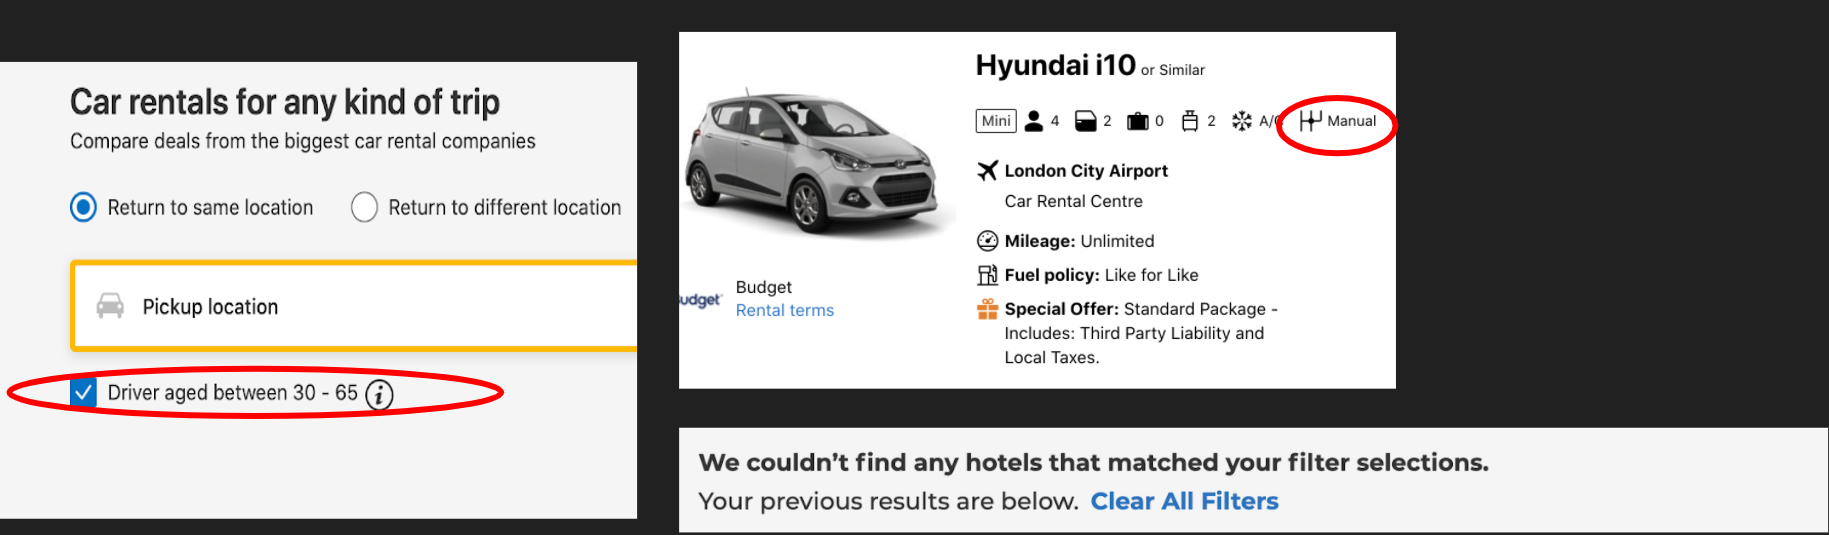 Car rentals for any kind of trip
Compare deals from the biggest car rental companies
Return to same location Return to different location
Pickup location
Driver aged between 30 - 65 i
Hyundai i10 or Similar
Mini 4 2 0 2 A/C Manual
London City Airport
Car Rental Centre
Mileage: Unlimited
Fuel policy: Like for Like
Special Offer: Standard Package -
Includes: Third Party Liability and
Local Taxes.
Budget
udget
Rental terms
We couldn’t find any hotels that matched your filter selections.
Your previous results are below. Clear All Filters